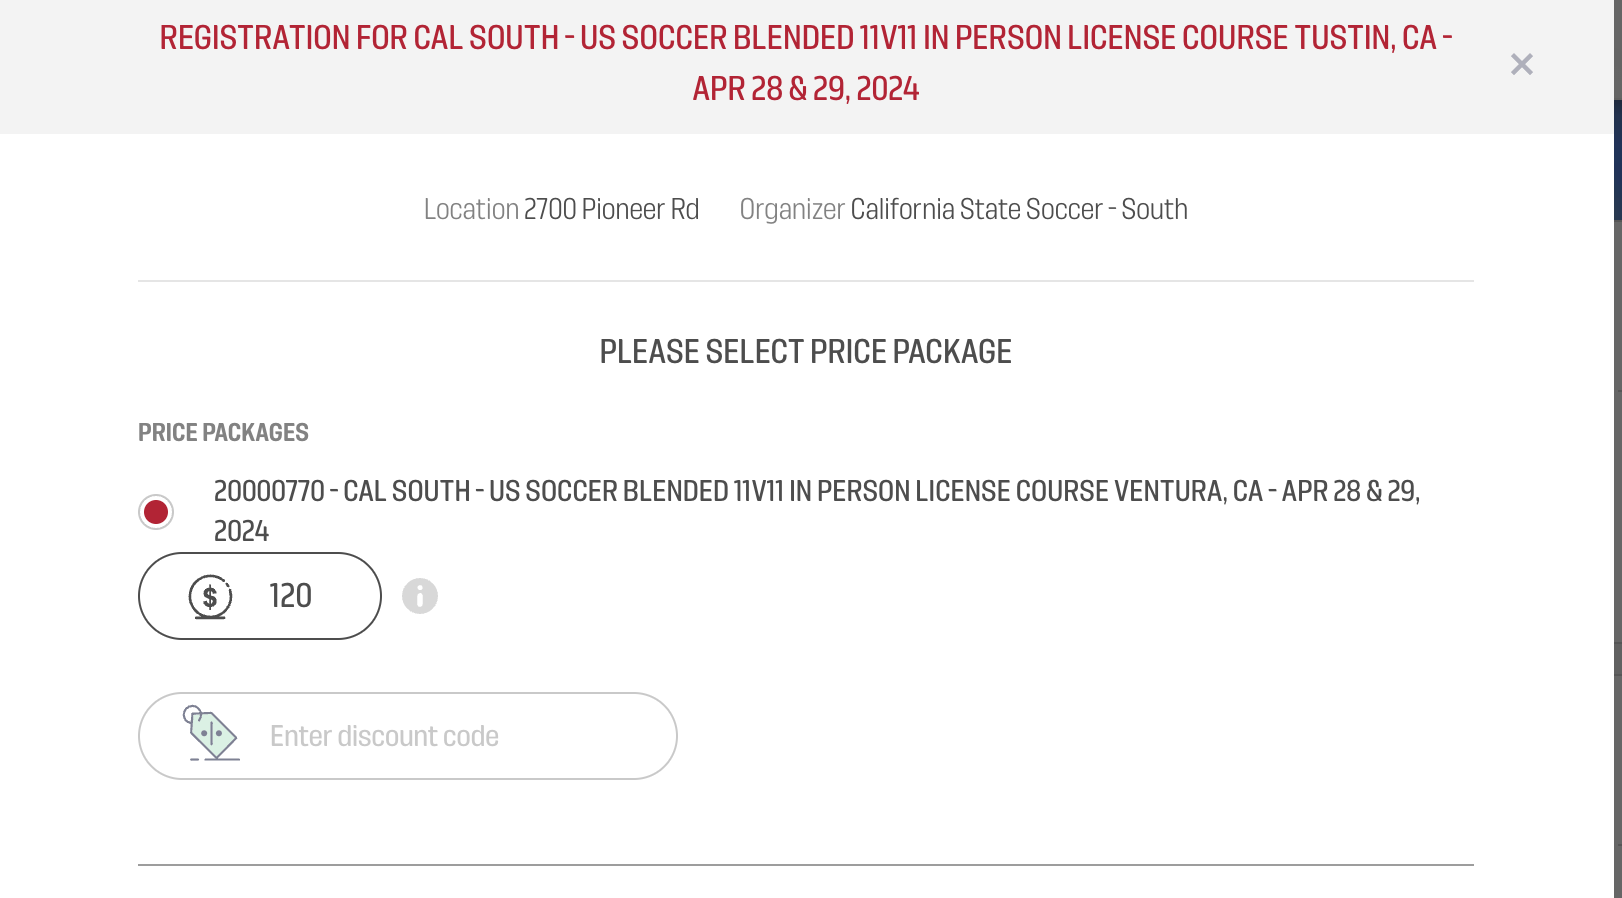 REGISTRATION FOR CAL SOUTH - US SOCCER BLENDED 11V11 IN PERSON LICENSE COURSE TUSTIN, CA -
APR 28 & 29, 2024
Location 2700 Pioneer Rd Organizer California State Soccer - South
PLEASE SELECT PRICE PACKAGE
PRICE PACKAGES
20000770 - CAL SOUTH - US SOCCER BLENDED 11V11 IN PERSON LICENSE COURSE VENTURA, CA - APR 28 & 29,
2024
$ 120
Enter discount code